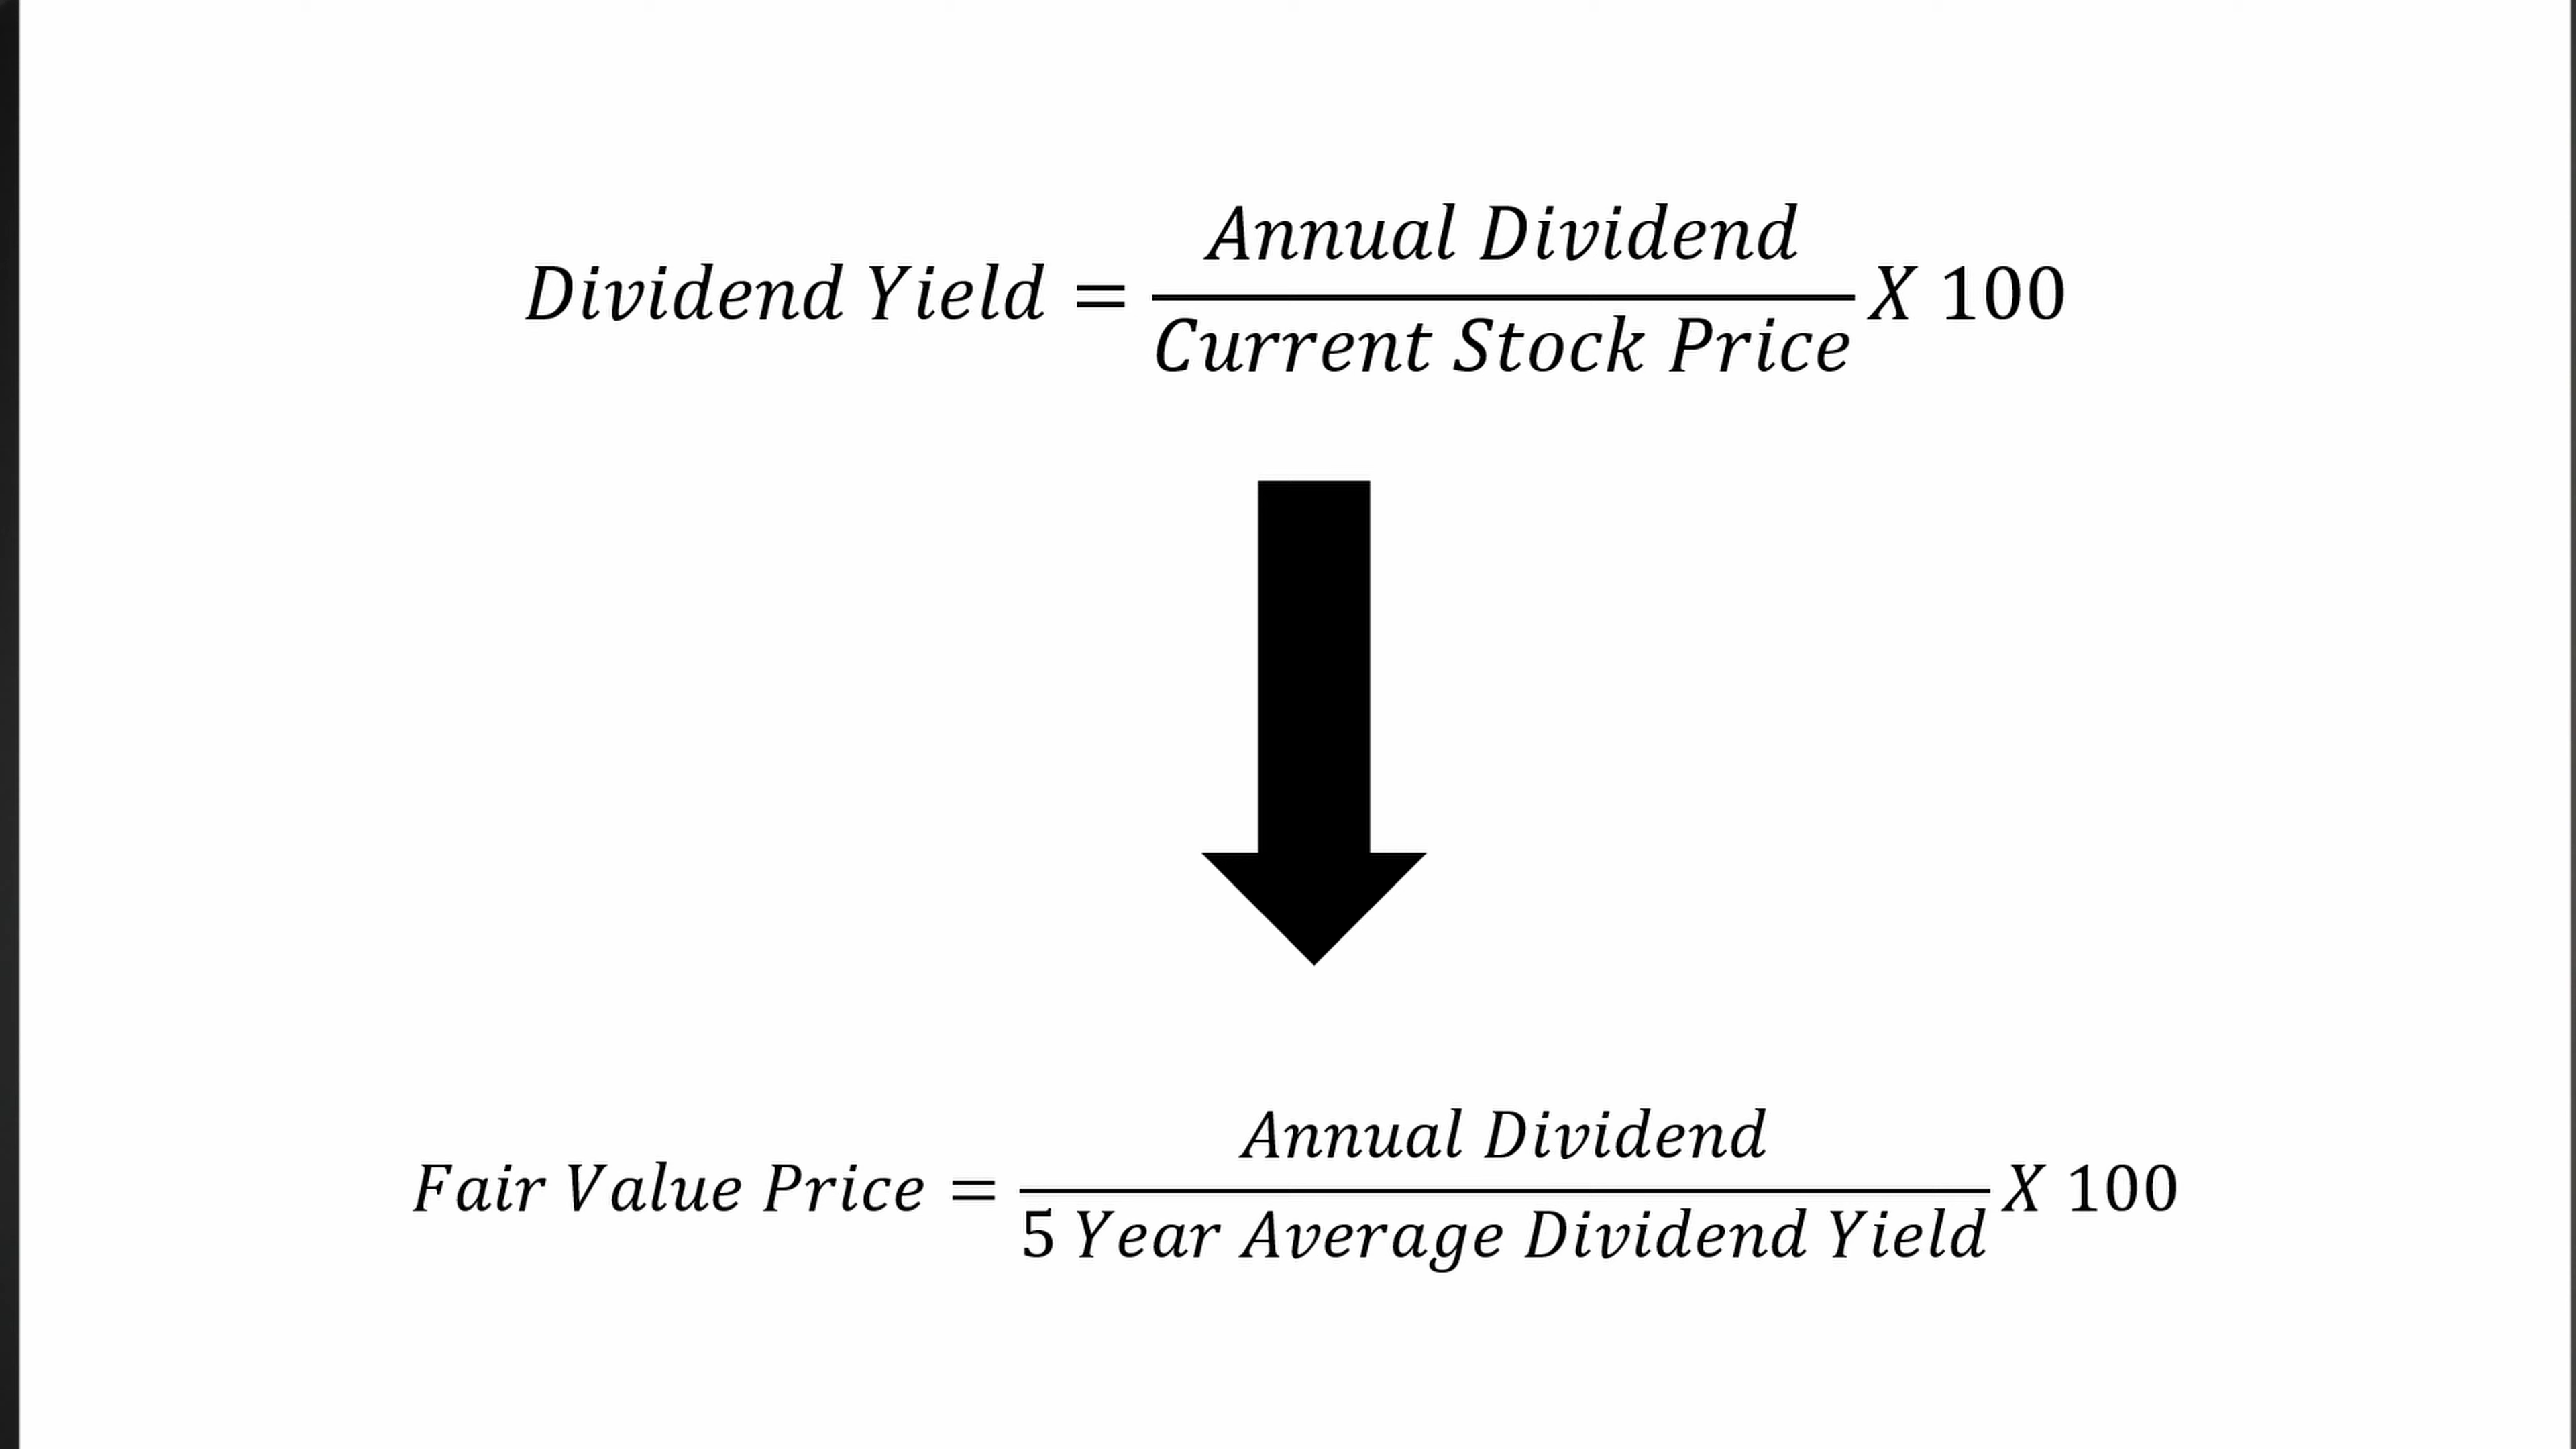 Dividend Yield = Annual Dividend / Current Stock Price X 100
Fair Value Price = Annual Dividend / 5 Year Average Dividend Yield X 100